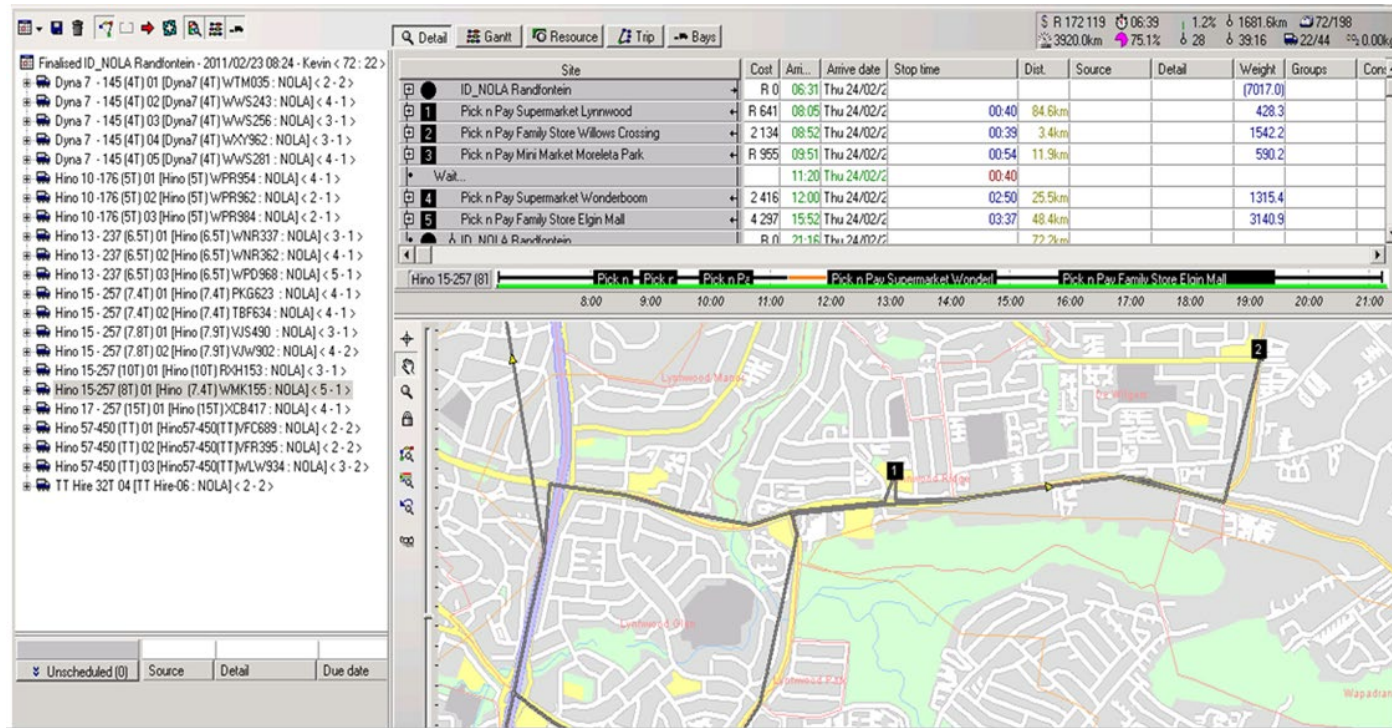 Detail Gantt Resource Trip Bays
$ R 172 119 06:39 1.2% 1681.6km 72/198
3920.0km 75.1% 28 39:16 22/44 0.00k
Finalised ID_NOLA Randfontein - 2011/02/23 08:24 - Kevin < 72 : 22 >
Dyna 7 - 145 (4T) 01 [Dyna7 (4T) WTM035 : NOLA] < 2 - 2 >
Dyna 7 - 145 (4T) 02 [Dyna7 (4T) WWS243 : NOLA] < 4 - 1 >
Dyna 7 - 145 (4T) 03 [Dyna7 (4T) WWS256 : NOLA] < 3 - 1 >
Dyna 7 - 145 (4T) 04 [Dyna7 (4T) WXY962 : NOLA] < 3 - 1 >
Dyna 7 - 145 (4T) 05 [Dyna7 (4T) WWS281 : NOLA] < 4 - 1 >
Hino 10 -176 (5T) 01 [Hino (5T) WPR954 : NOLA] < 4 - 1 >
Hino 10 -176 (5T) 02 [Hino (5T) WPR962 : NOLA] < 2 - 1 >
Hino 10 -176 (5T) 03 [Hino (5T) WPR984 : NOLA] < 2 - 1 >
Hino 13 - 237 (6.5T) 01 [Hino (6.5T) WNR337 : NOLA] < 3 - 1 >
Hino 13 - 237 (6.5T) 02 [Hino (6.5T) WNR362 : NOLA] < 4 - 1 >
Hino 13 - 237 (6.5T) 03 [Hino (6.5T) WPD968 : NOLA] < 5 - 1 >
Hino 15 - 257 (7.4T) 01 [Hino (7.4T) PKG623 : NOLA] < 4 - 1 >
Hino 15 - 257 (7.4T) 02 [Hino (7.4T) TBF634 : NOLA] < 4 - 1 >
Hino 15 - 257 (7.8T) 01 [Hino (7.9T) VJS490 : NOLA] < 3 - 1 >
Hino 15 - 257 (7.8T) 02 [Hino (7.9T) VJW902 : NOLA] < 4 - 2 >
Hino 15-257 (10T) 01 [Hino (10T) RXH153 : NOLA] < 3 - 1 >
Hino 15-257 (8T) 01 [Hino (7.4T) WMK155 : NOLA] < 5 - 1 >
Hino 17 - 257 (15T) 01 [Hino (15T)XCB417 : NOLA] < 4 - 1 >
Hino 57-450 (TT) 01 [Hino57-450(TT)VFC689 : NOLA] < 2 - 2 >
Hino 57-450 (TT) 02 [Hino57-450(TT)VFR395 : NOLA] < 2 - 2 >
Hino 57-450 (TT) 03 [Hino57-450(TT)WLW934 : NOLA] < 3 - 2 >
TT Hire 32T 04 [TT Hire-06 : NOLA] < 2 - 2 >
Unscheduled (0) Source Detail Due date
Site Cost Arri... Arrive date Stop time Dist. Source Detail Weight Groups Con
ID_NOLA Randfontein R 0 06:31 Thu 24/02/2 (7017.0)
1 Pick n Pay Supermarket Lynnwood R 641 08:05 Thu 24/02/2 00:40 84.6km 428.3
2 Pick n Pay Family Store Willows Crossing 2 134 08:52 Thu 24/02/2 00:39 3.4km 1542.2
3 Pick n Pay Mini Market Moreleta Park R 955 09:51 Thu 24/02/2 00:54 11.9km 590.2
Wait... 11:20 Thu 24/02/2 00:40
4 Pick n Pay Supermarket Wonderboom 2 416 12:00 Thu 24/02/2 02:50 25.5km 1315.4
5 Pick n Pay Family Store Elgin Mall 4 297 15:52 Thu 24/02/2 03:37 48.4km 3140.9
ID_NOLA Randfontein R 0 21:16 Thu 24/02/2 72.2km
Hino 15-257 (81 Pick n Pick n Pick n Pa Pick n Pay Supermarket Wonderl Pick n Pay Family Store Elgin Mall
8:00 9:00 10:00 11:00 12:00 13:00 14:00 15:00 16:00 17:00 18:00 19:00 20:00 21:00
2
Lynnwood Manor
De Wilgers
1
Lynnwood Ridge
Lynnwood Glen
Lynnwood Park
Wapadran